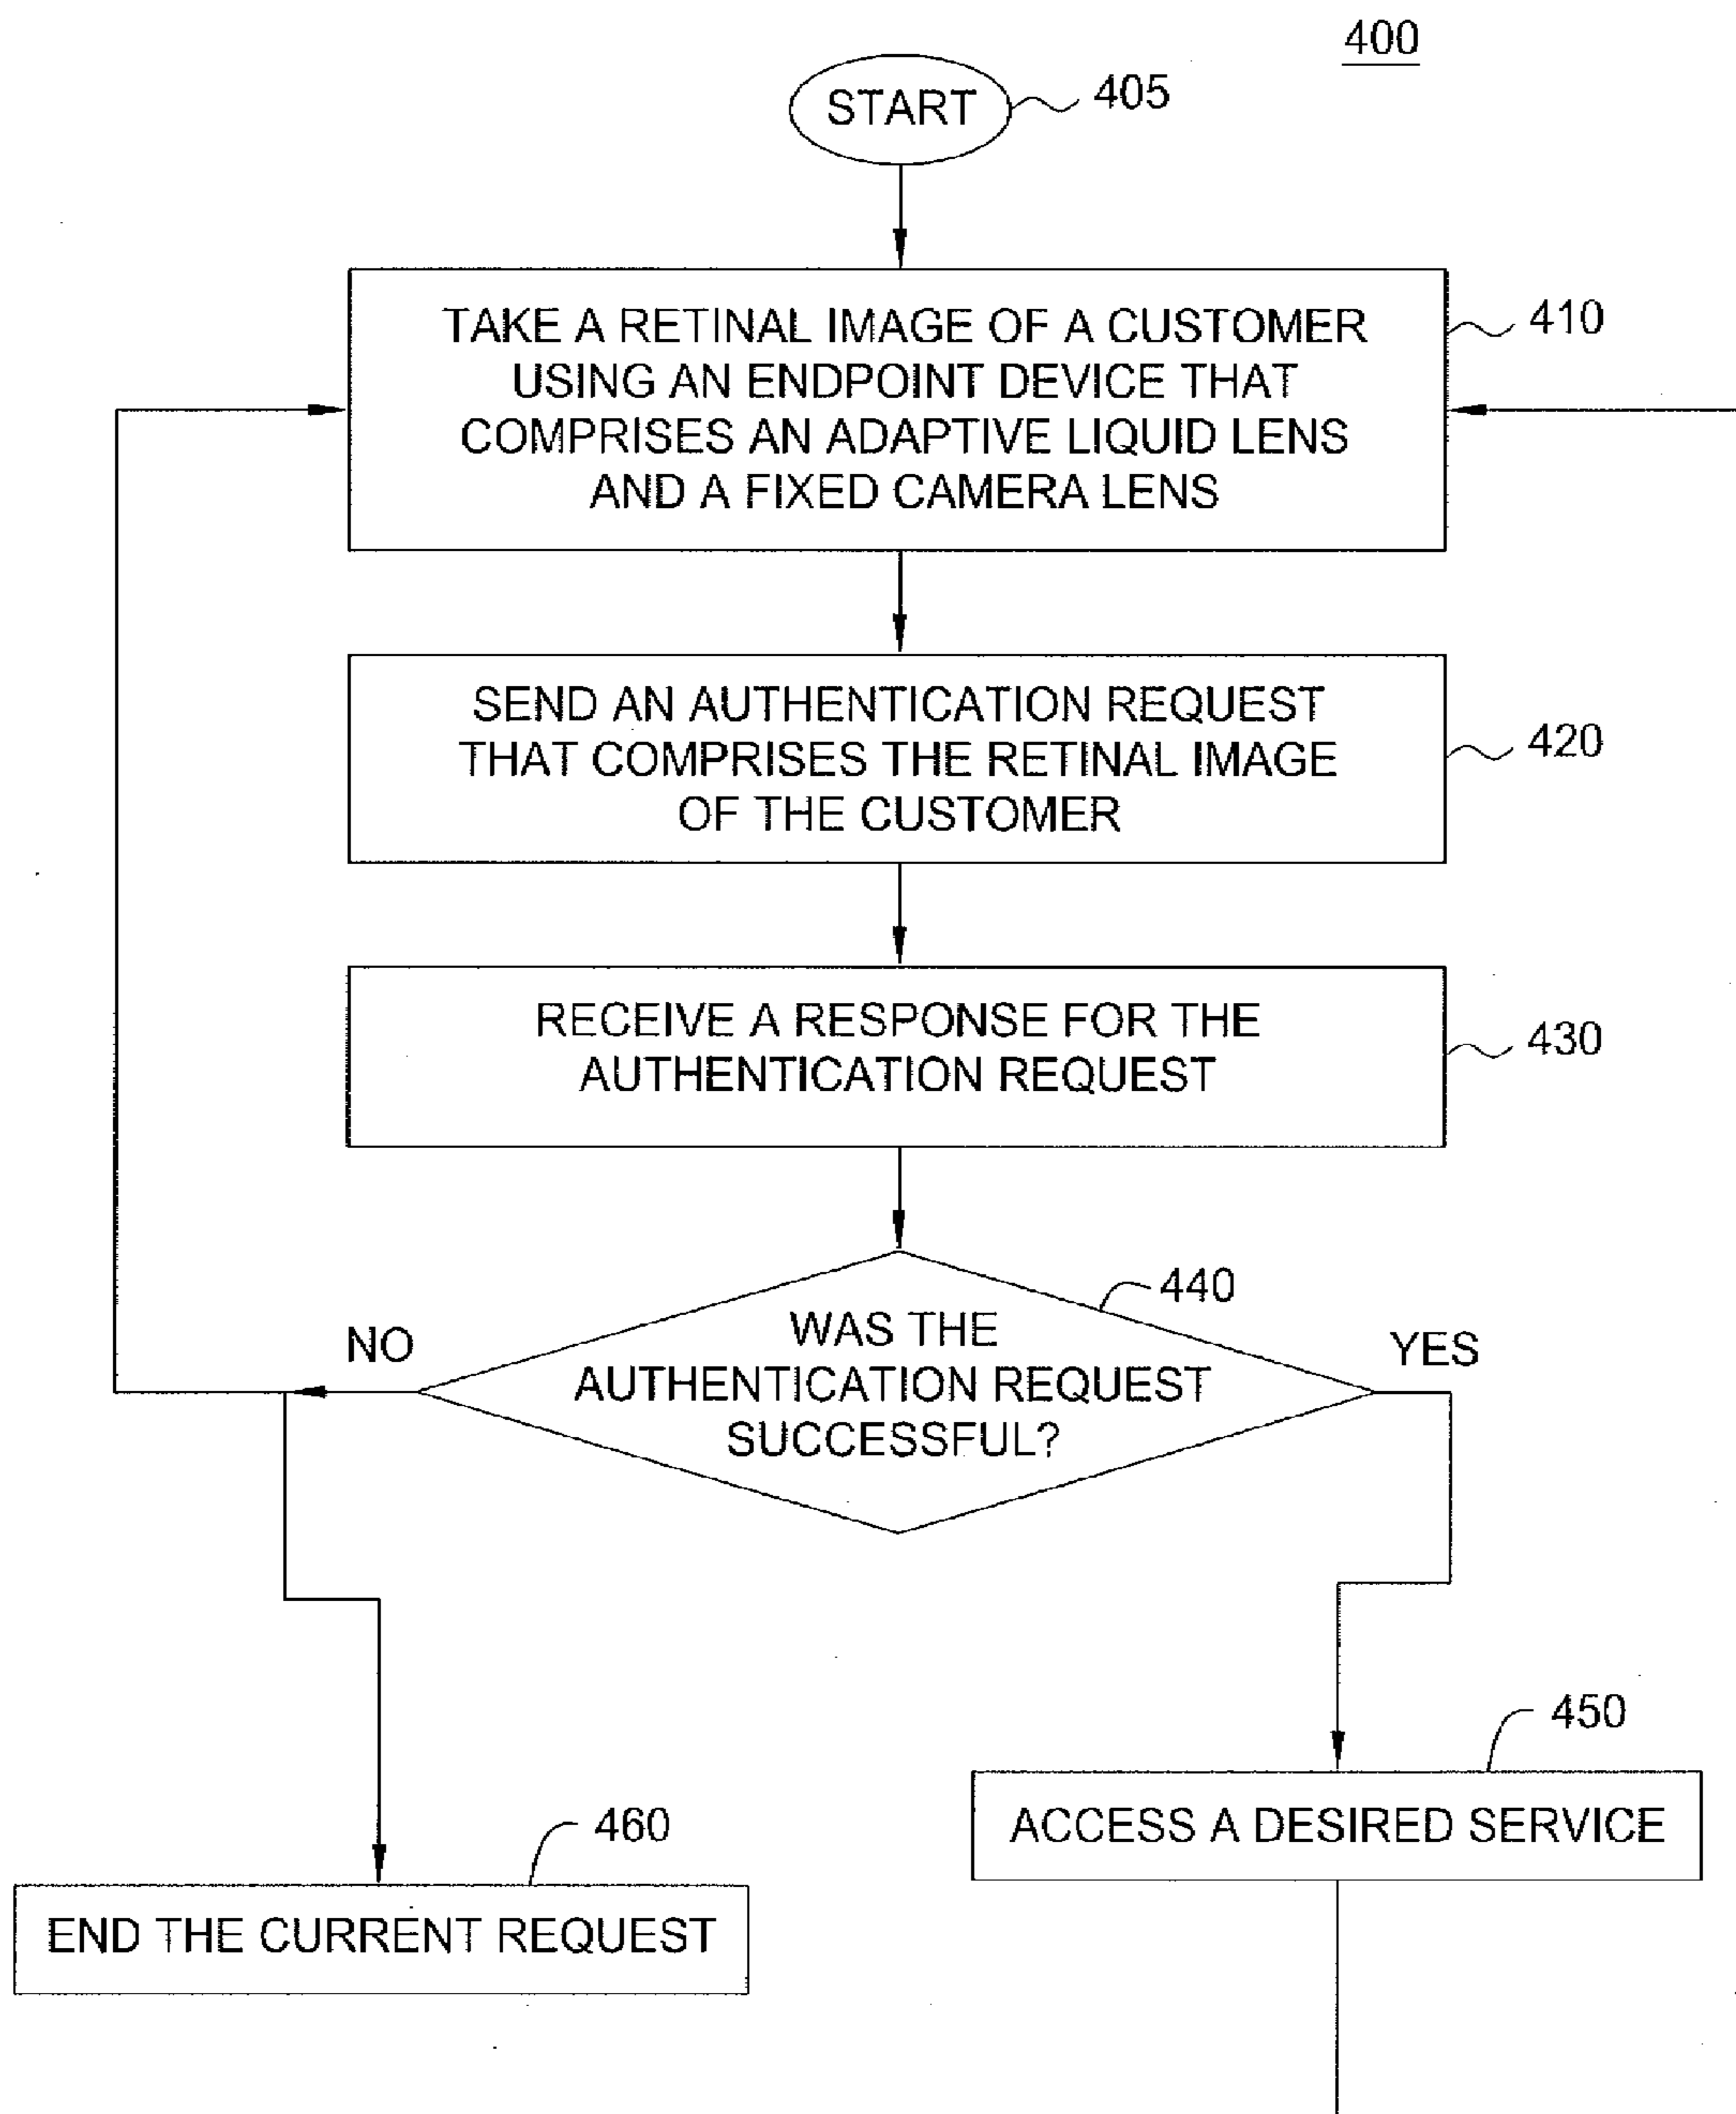 400
START
405
TAKE A RETINAL IMAGE OF A CUSTOMER
USING AN ENDPOINT DEVICE THAT
COMPRISES AN ADAPTIVE LIQUID LENS
AND A FIXED CAMERA LENS
410
SEND AN AUTHENTICATION REQUEST
THAT COMPRISES THE RETINAL IMAGE
OF THE CUSTOMER
420
RECEIVE A RESPONSE FOR THE
AUTHENTICATION REQUEST
430
440
WAS THE
AUTHENTICATION REQUEST
SUCCESSFUL?
NO
YES
450
ACCESS A DESIRED SERVICE
460
END THE CURRENT REQUEST